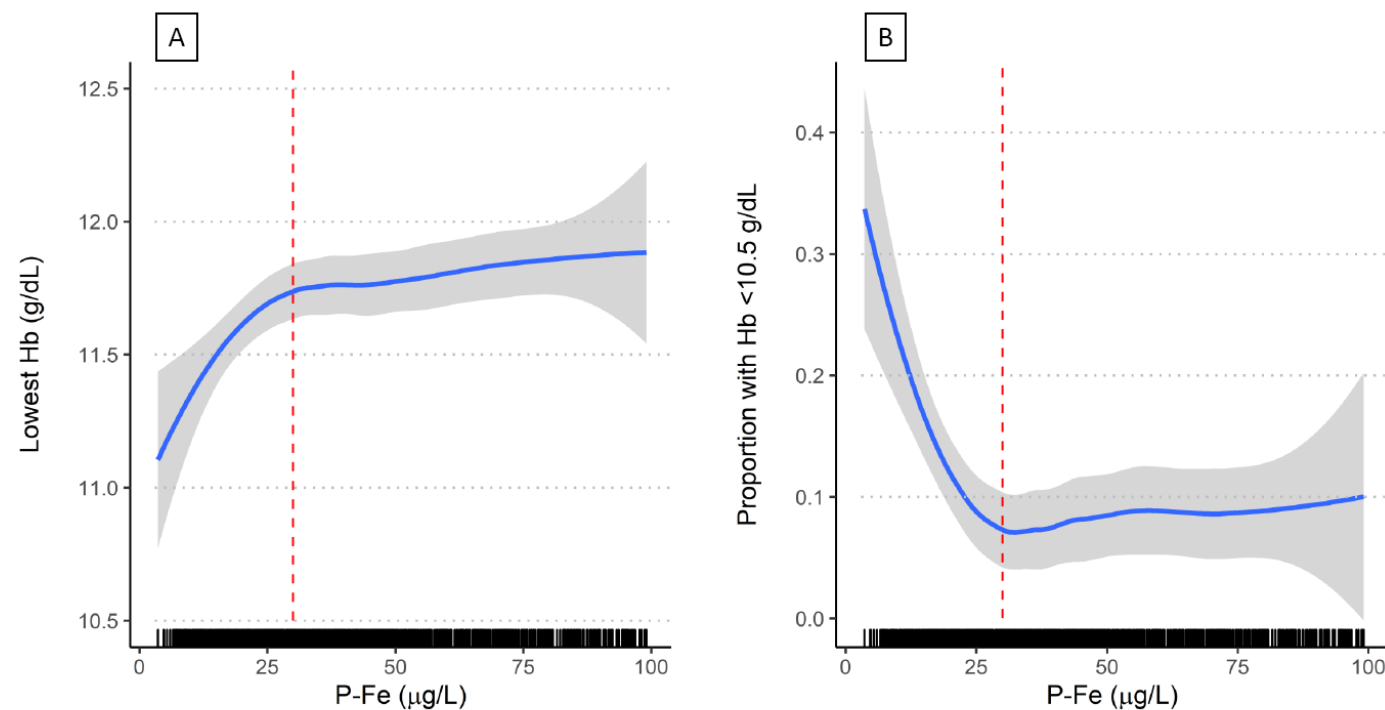 A
Lowest Hb (g/dL)
12.5
12.0
11.5
11.0
10.5
0 25 50 75 100
P-Fe (μg/L)
B
Proportion with Hb <10.5 g/dL
0.4
0.3
0.2
0.1
0.0
0 25 50 75 100
P-Fe (μg/L)